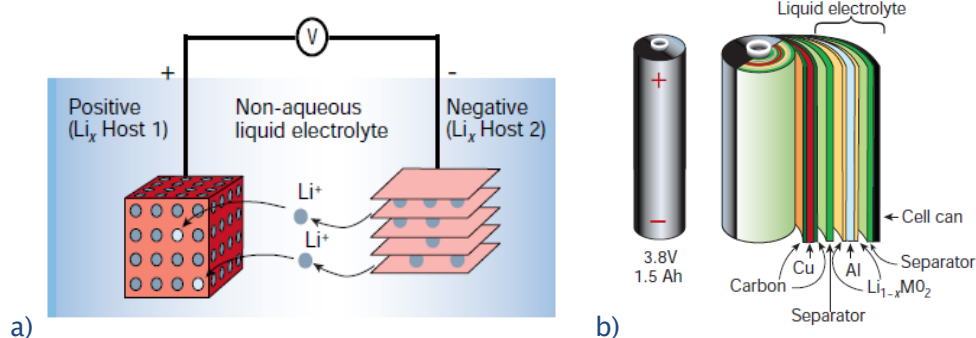 V
+
-
Positive
(Liₓ Host 1)
Non-aqueous
liquid electrolyte
Negative
(Liₓ Host 2)
Li⁺
Li⁺
a)
Liquid electrolyte
+
–
3.8V
1.5 Ah
Cell can
Separator
Cu
Al
Carbon
Li₁₋ₓM0₂
Separator
b)